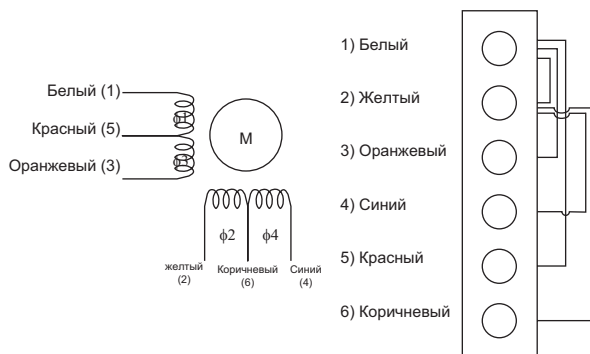 Белый (1)
Красный (5)
Оранжевый (3)
М
ϕ2
ϕ4
желтый
(2)
Коричневый
(6)
Синий
(4)
1) Белый
2) Желтый
3) Оранжевый
4) Синий
5) Красный
6) Коричневый